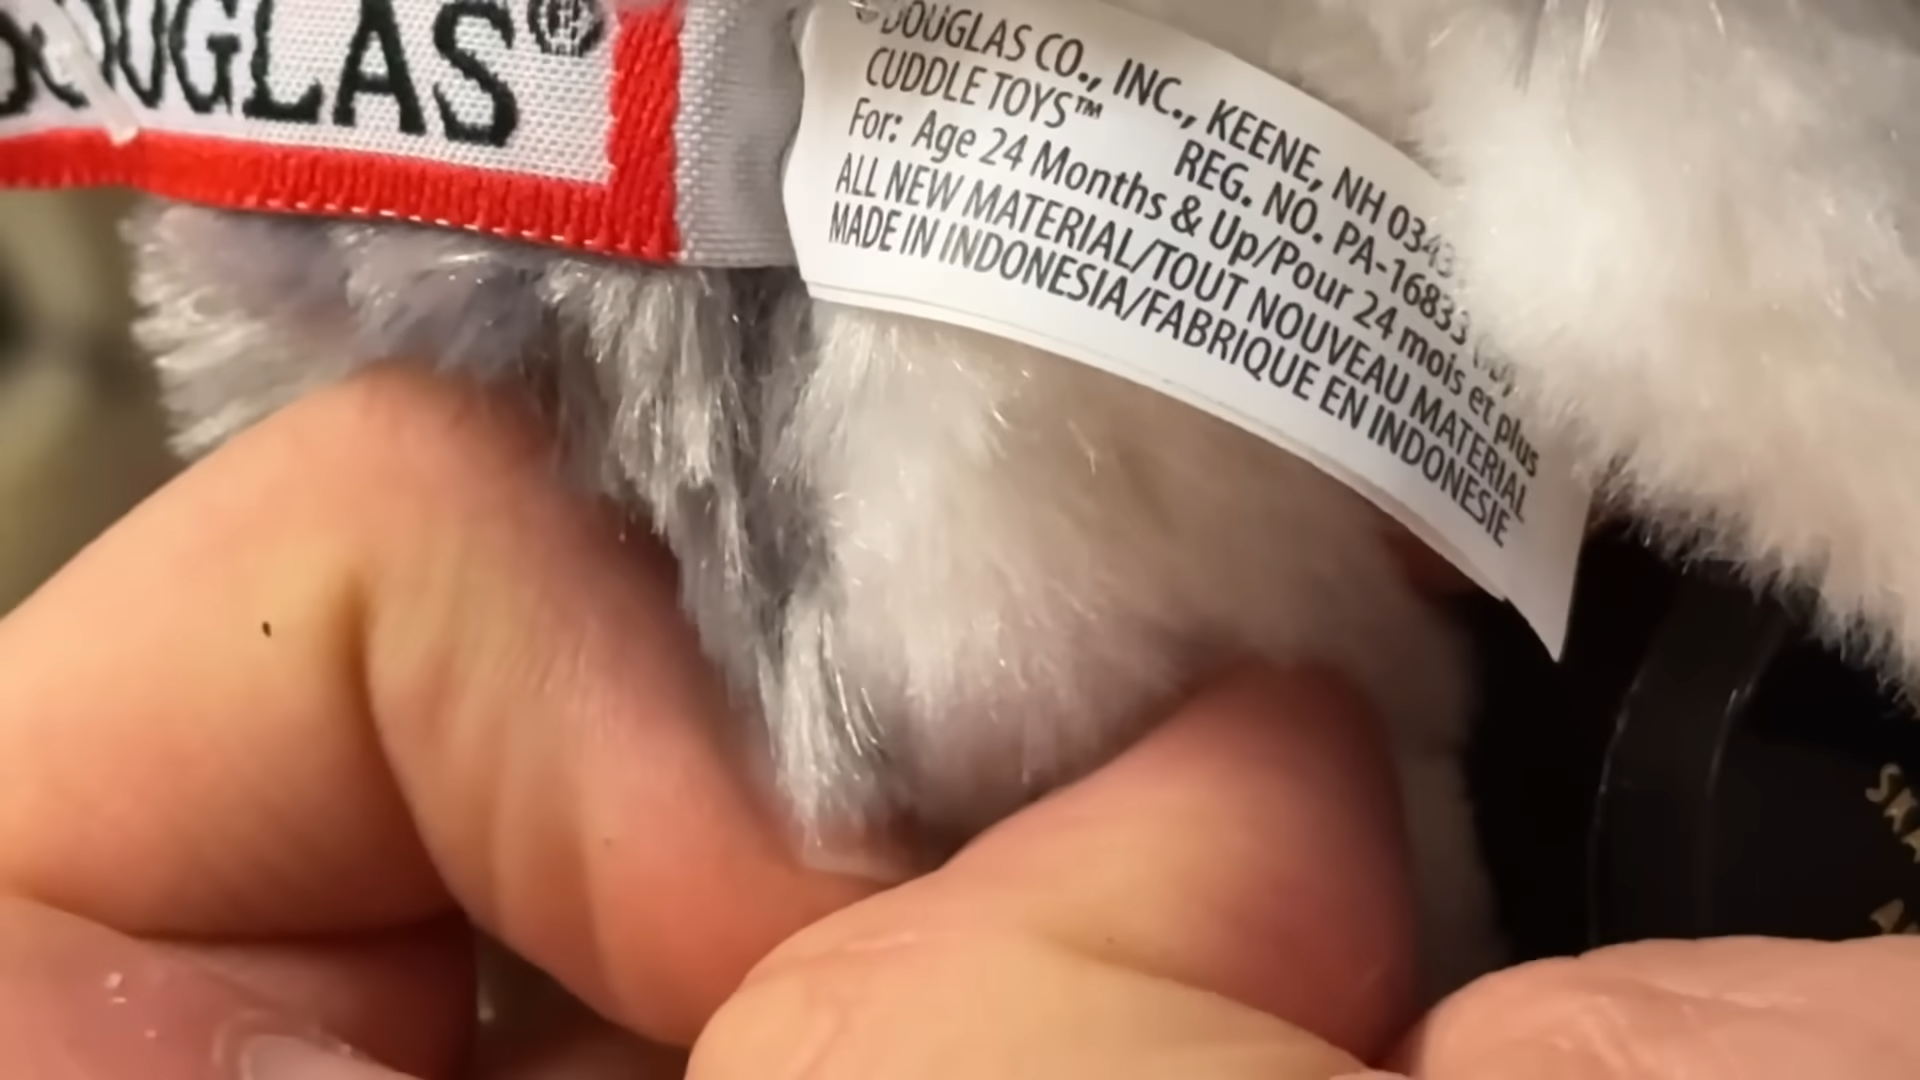 DOUGLAS®
© DOUGLAS CO., INC., KEENE, NH
CUDDLE TOYS™ REG. NO. PA-16833
For: Age 24 Months & Up/Pour 24 mois et plus
ALL NEW MATERIAL/TOUT NOUVEAU MATERIAL
MADE IN INDONESIA/FABRIQUE EN INDONESIE